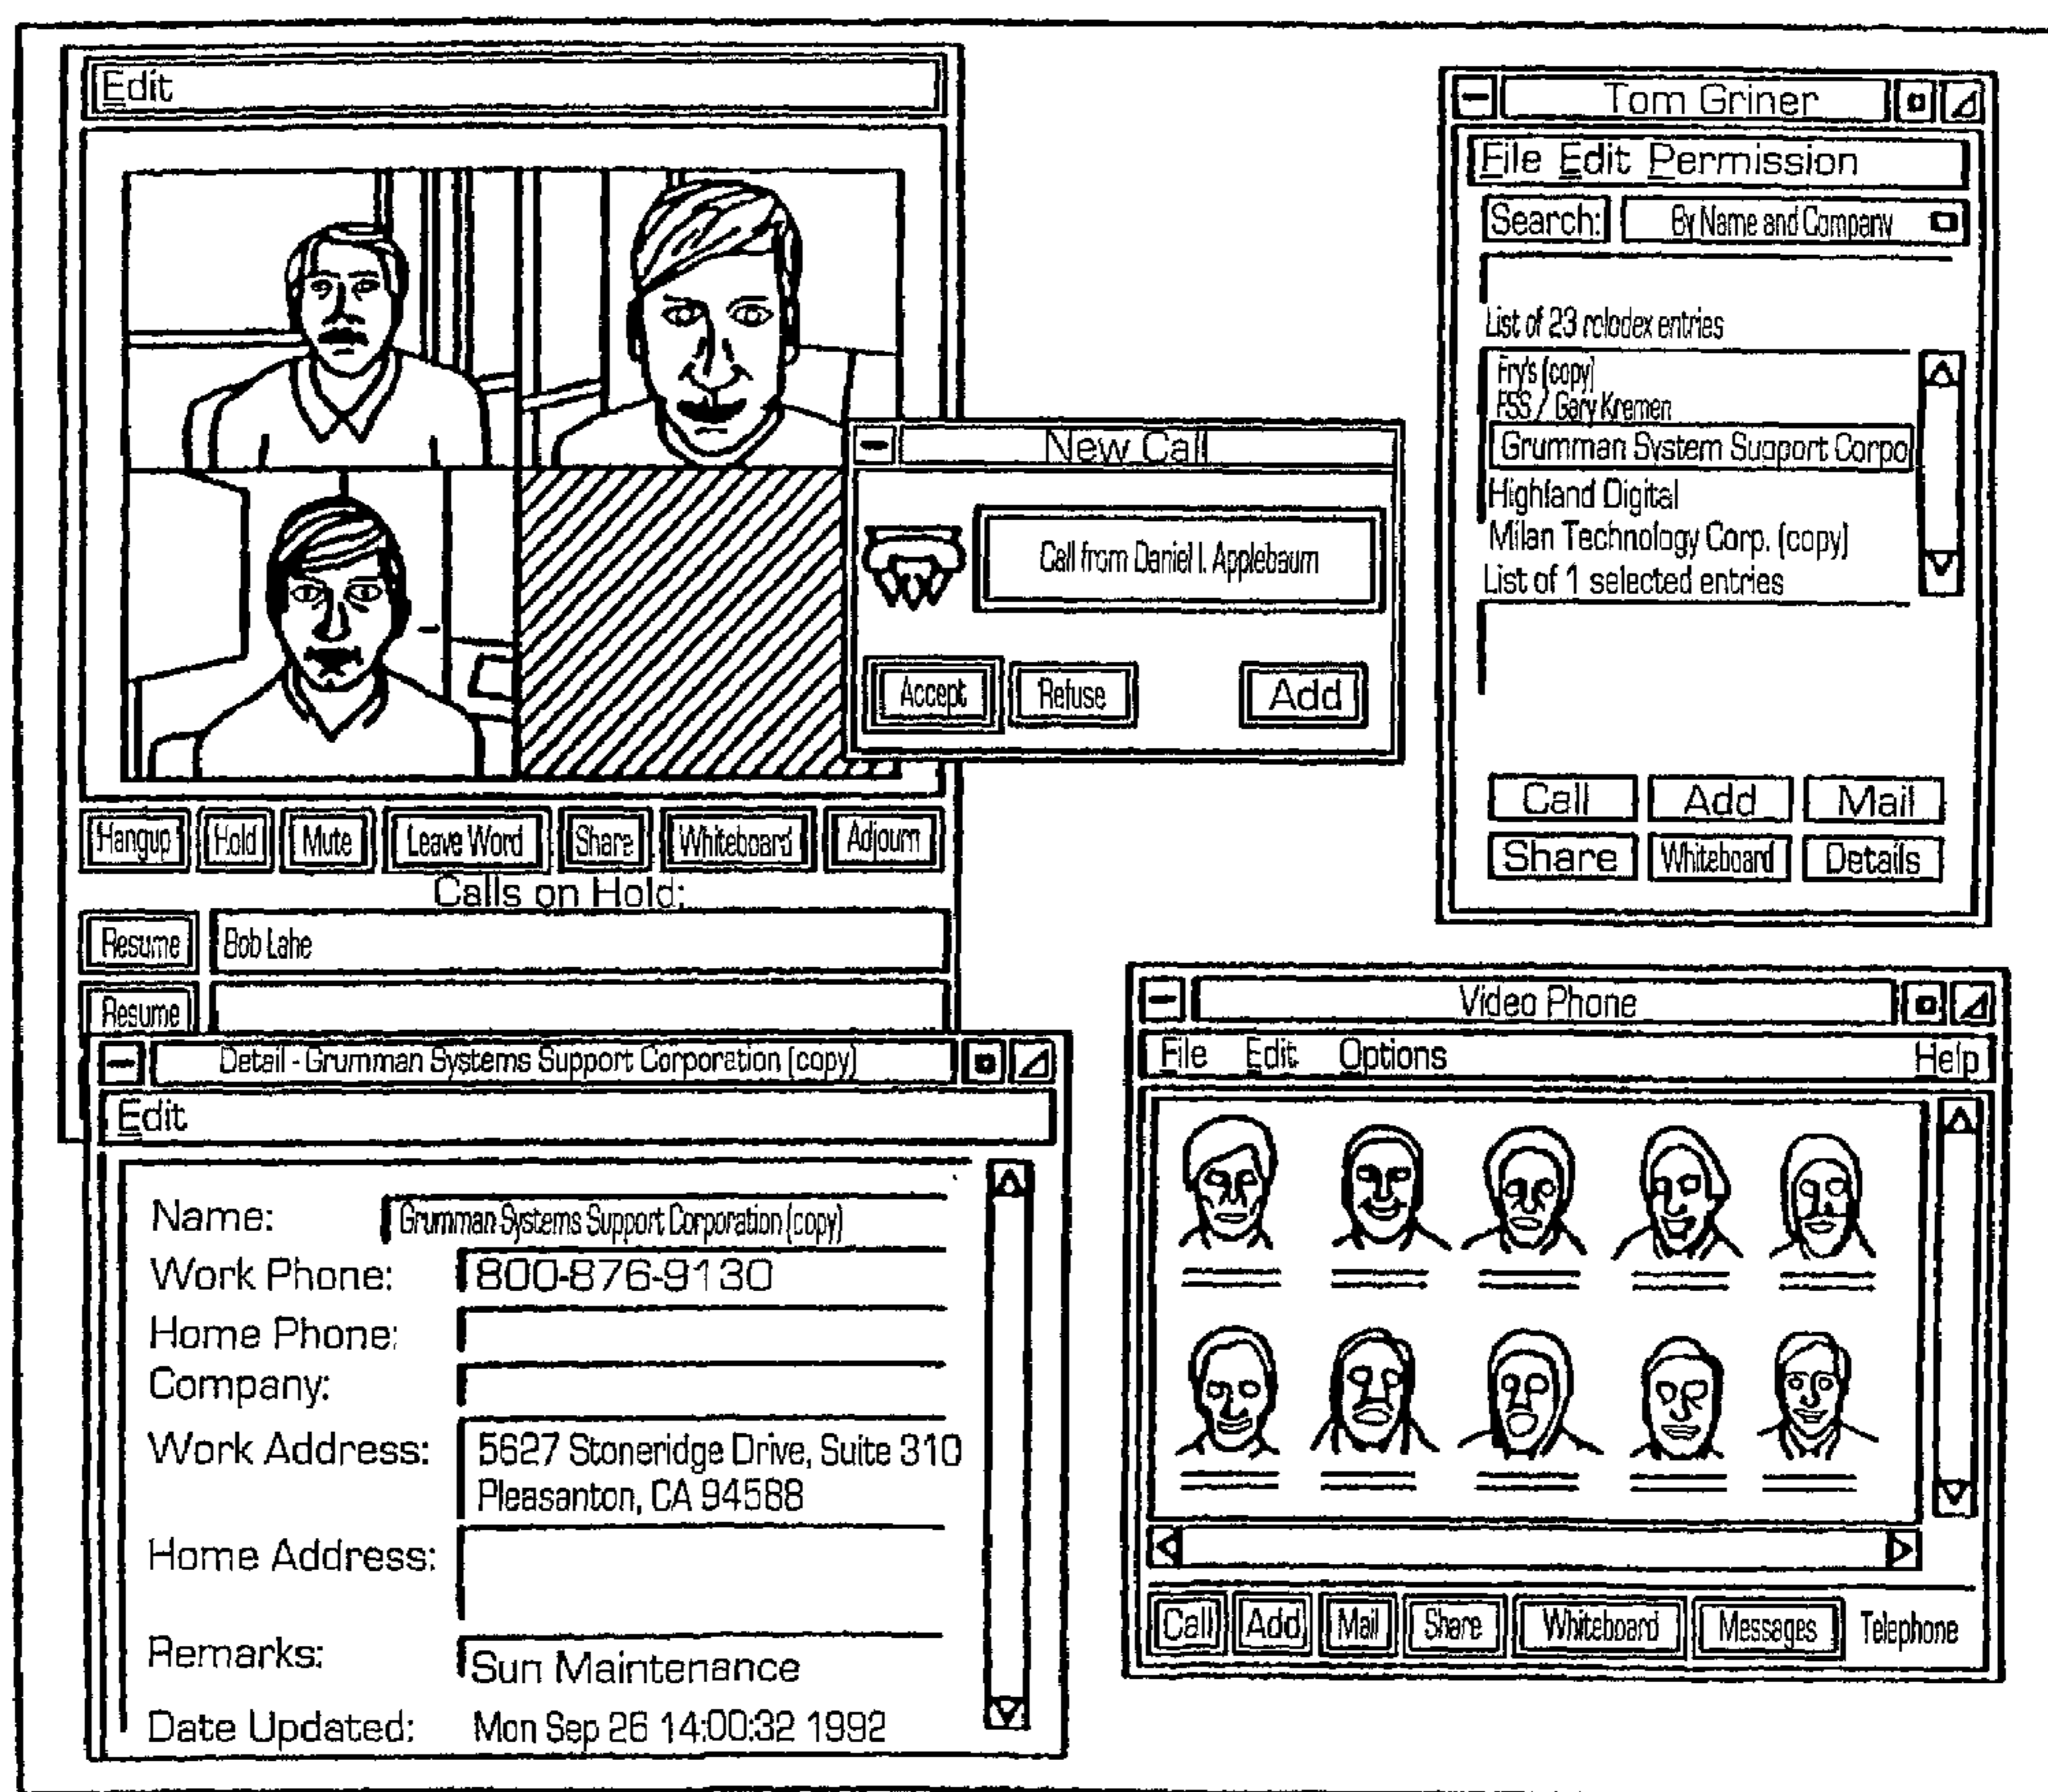 Edit
Hangup Hold Mute Leave Word Share Whiteboard Adjourn
Calls on Hold:
Resume Bob Lahe
Resume
New Call
Call from Daniel I. Applebaum
Accept Refuse Add
Tom Griner
File Edit Permission
Search: By Name and Company
List of 23 rolodex entries
Fry's (copy)
FSS / Gary Kremen
Grumman System Support Corpo
Highland Digital
Milan Technology Corp. (copy)
List of 1 selected entries
Call Add Mail
Share Whiteboard Details
Detail - Grumman Systems Support Corporation (copy)
Edit
Name: Grumman Systems Support Corporation (copy)
Work Phone: 800-876-9130
Home Phone:
Company:
Work Address: 5627 Stoneridge Drive, Suite 310
Pleasanton, CA 94588
Home Address:
Remarks: Sun Maintenance
Date Updated: Mon Sep 26 14:00:32 1992
Video Phone
File Edit Options Help
Call Add Mail Share Whiteboard Messages Telephone